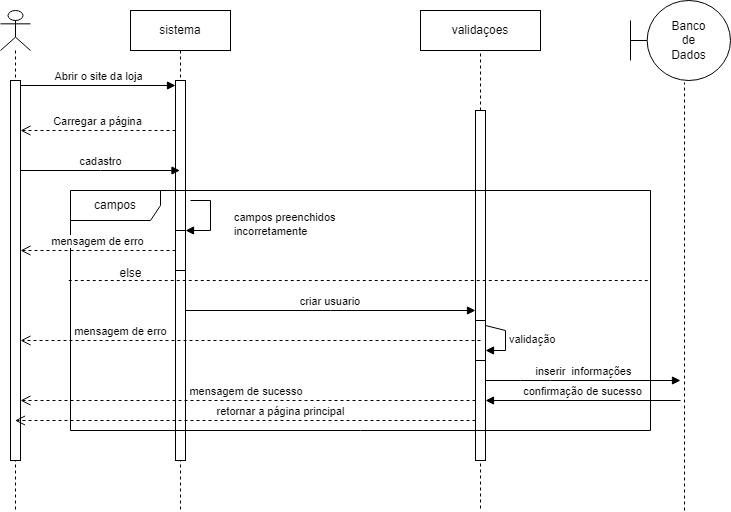 sistema
validaçoes
Banco
de
Dados
Abrir o site da loja
Carregar a página
cadastro
campos
campos preenchidos
incorretamente
mensagem de erro
else
criar usuario
mensagem de erro
validação
inserir informações
mensagem de sucesso
confirmação de sucesso
retornar a página principal